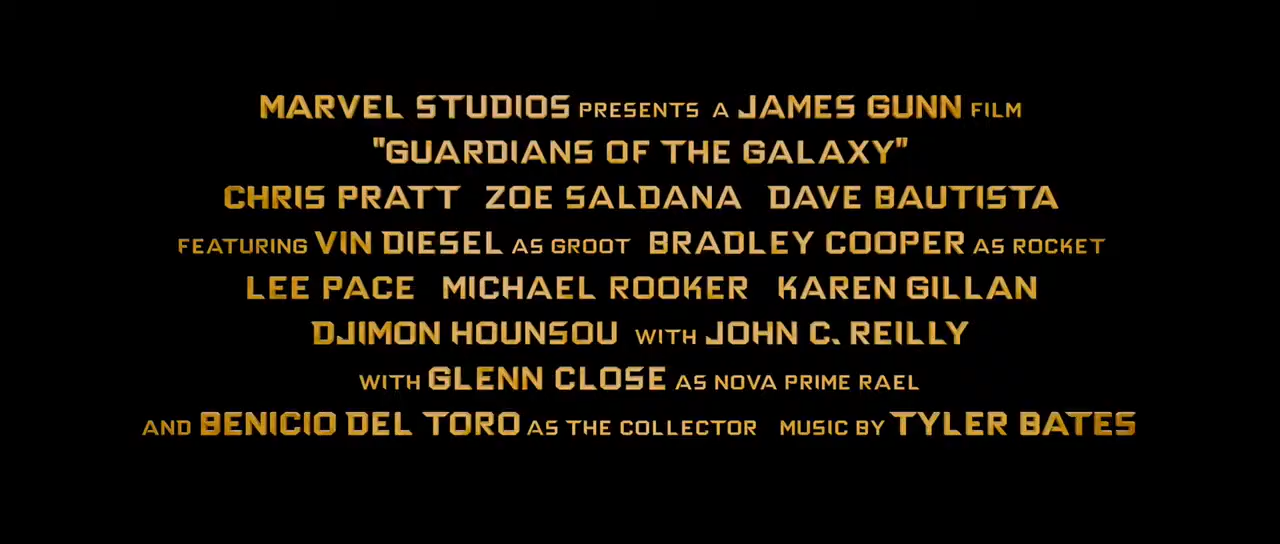 MARVEL STUDIOS PRESENTS A JAMES GUNN FILM
"GUARDIANS OF THE GALAXY"
CHRIS PRATT ZOE SALDANA DAVE BAUTISTA
FEATURING VIN DIESEL AS GROOT BRADLEY COOPER AS ROCKET
LEE PACE MICHAEL ROOKER KAREN GILLAN
DJIMON HOUNSOU WITH JOHN C. REILLY
WITH GLENN CLOSE AS NOVA PRIME RAEL
AND BENICIO DEL TORO AS THE COLLECTOR MUSIC BY TYLER BATES